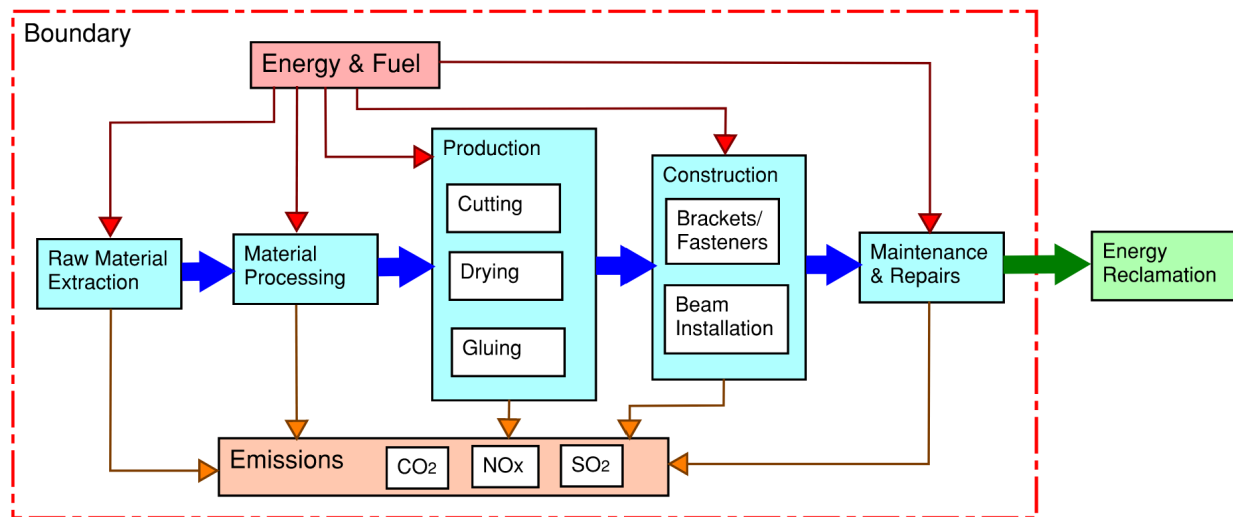 Boundary
Energy & Fuel
Raw Material
Extraction
Material
Processing
Production
Cutting
Drying
Gluing
Construction
Brackets/
Fasteners
Beam
Installation
Maintenance
& Repairs
Energy
Reclamation
Emissions
CO2
NOx
SO2